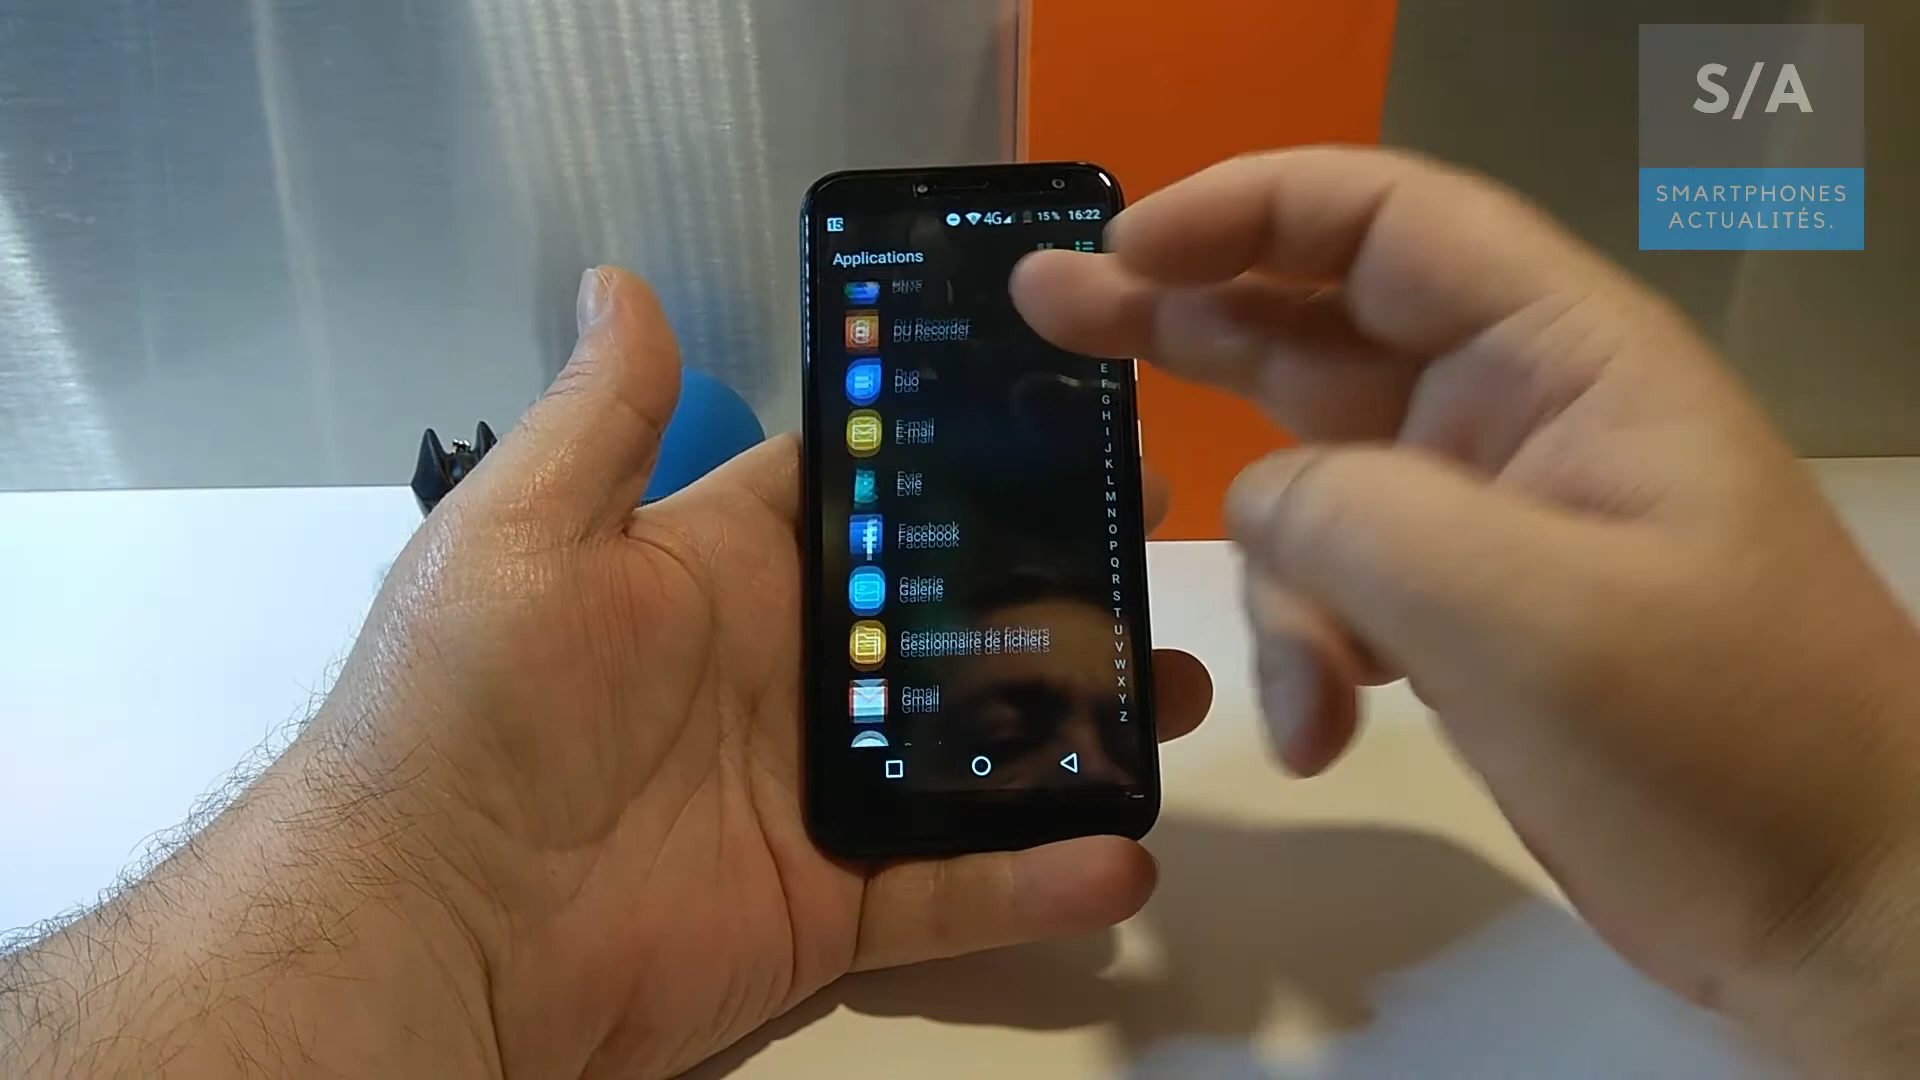 S/A
SMARTPHONES
ACTUALITÉS.
15
4G
15%
16:22
Applications
Drive
DU Recorder
Duo
E-mail
Evie
Facebook
Galerie
Gestionnaire de fichiers
Gmail
E
F
G
H
I
J
K
L
M
N
O
P
Q
R
S
T
U
V
W
X
Y
Z